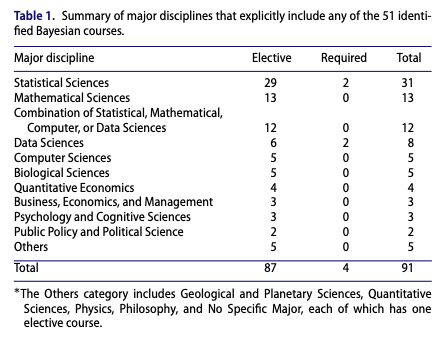 Table 1. Summary of major disciplines that explicitly include any of the 51 identi-
fied Bayesian courses.
Major discipline Elective Required Total
Statistical Sciences 29 2 31
Mathematical Sciences 13 0 13
Combination of Statistical, Mathematical,
Computer, or Data Sciences 12 0 12
Data Sciences 6 2 8
Computer Sciences 5 0 5
Biological Sciences 5 0 5
Quantitative Economics 4 0 4
Business, Economics, and Management 3 0 3
Psychology and Cognitive Sciences 3 0 3
Public Policy and Political Science 2 0 2
Others 5 0 5
Total 87 4 91
*The Others category includes Geological and Planetary Sciences, Quantitative
Sciences, Physics, Philosophy, and No Specific Major, each of which has one
elective course.